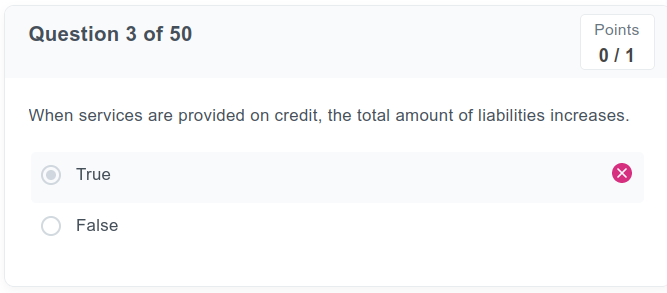 Question 3 of 50
Points
0 / 1
When services are provided on credit, the total amount of liabilities increases.
True
False